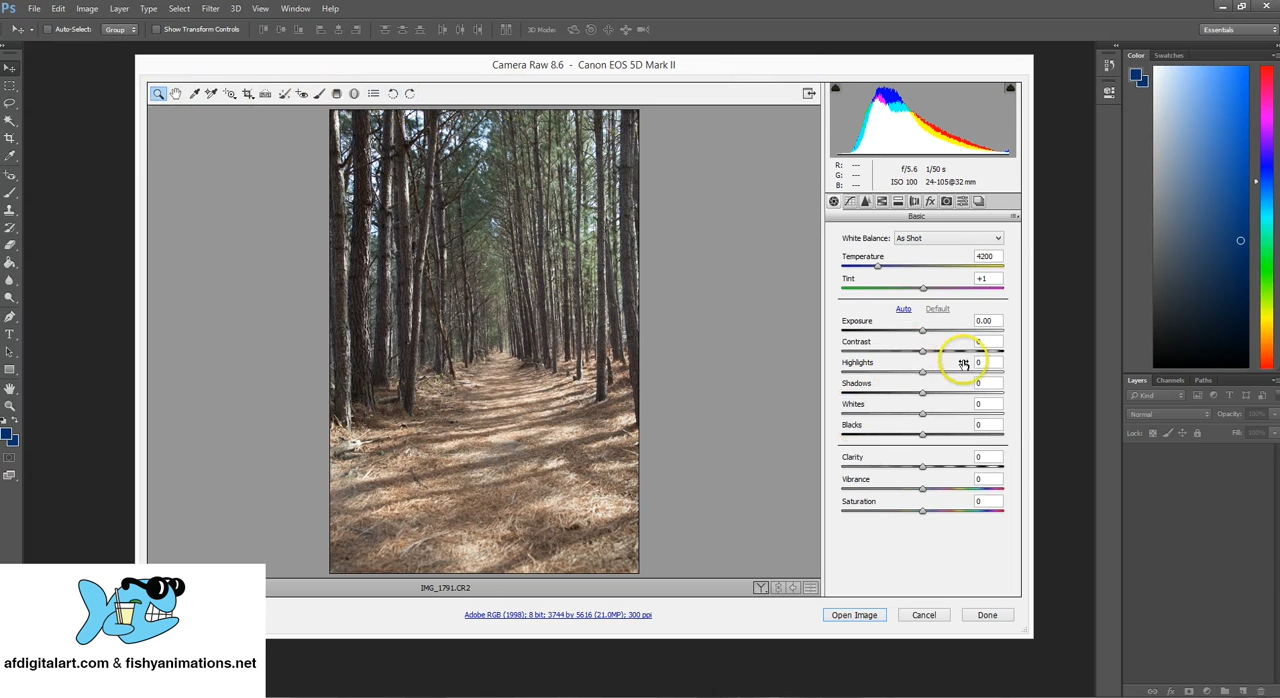 Ps File Edit Image Layer Type Select Filter 3D View Window Help
Auto-Select: Group Show Transform Controls 3D Mode: Essentials
Camera Raw 8.6 - Canon EOS 5D Mark II
Color Swatches
R: ---
G: ---
B: ---
f/5.6 1/50 s
ISO 100 24-105@32 mm
Basic
White Balance: As Shot
Temperature 4200
Tint +1
Auto Default
Exposure 0.00
Contrast
Highlights 0
Shadows 0
Whites 0
Blacks 0
Clarity 0
Vibrance 0
Saturation 0
Layers Channels Paths
Kind
Normal Opacity: 100%
Lock: Fill: 100%
IMG_1791.CR2
Adobe RGB (1998); 8 bit; 3744 by 5616 (21.0MP); 300 ppi
Open Image Cancel Done
afdigitalart.com & fishyanimations.net